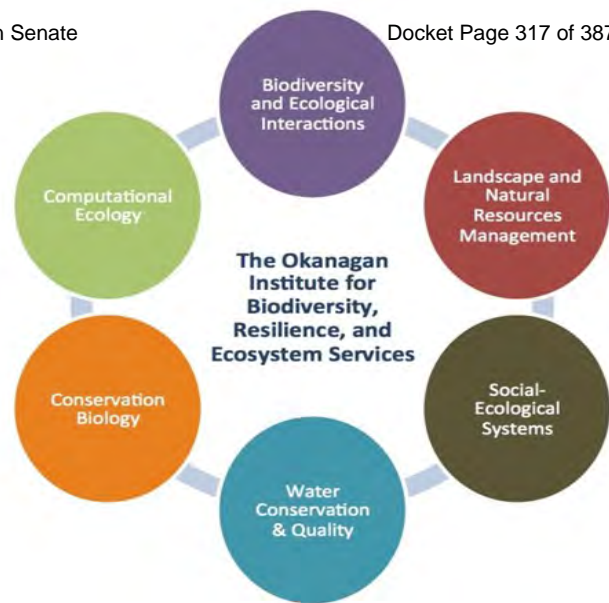 n Senate
Docket Page 317 of 387
Biodiversity
and Ecological
Interactions
Landscape and
Natural
Resources
Management
Social-
Ecological
Systems
Water
Conservation
& Quality
Conservation
Biology
Computational
Ecology
The Okanagan
Institute for
Biodiversity,
Resilience, and
Ecosystem Services